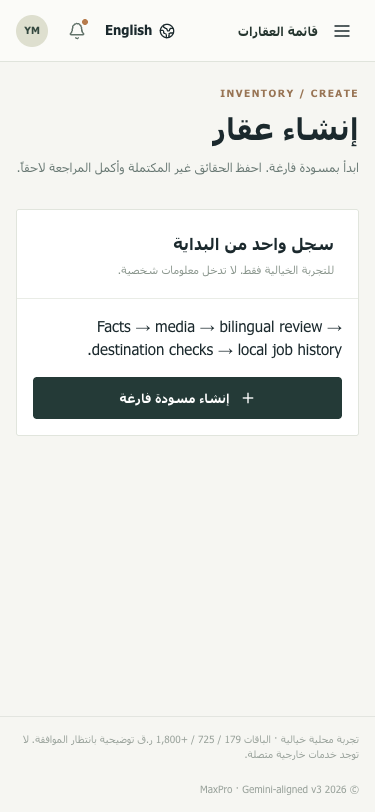 قائمة العقارات
English
YM
INVENTORY / CREATE
إنشاء عقار
ابدأ بمسودة فارغة. احفظ الحقائق غير المكتملة وأكمل المراجعة لاحقاً.
سجل واحد من البداية
للتجربة الخيالية فقط. لا تدخل معلومات شخصية.
Facts → media → bilingual review →
destination checks → local job history.
إنشاء مسودة فارغة
تجربة محلية خيالية · الباقات 179 / 725 / +1,800 ر.ق توضيحية بانتظار الموافقة. لا
توجد خدمات خارجية متصلة.
© 2026 MaxPro · Gemini-aligned v3